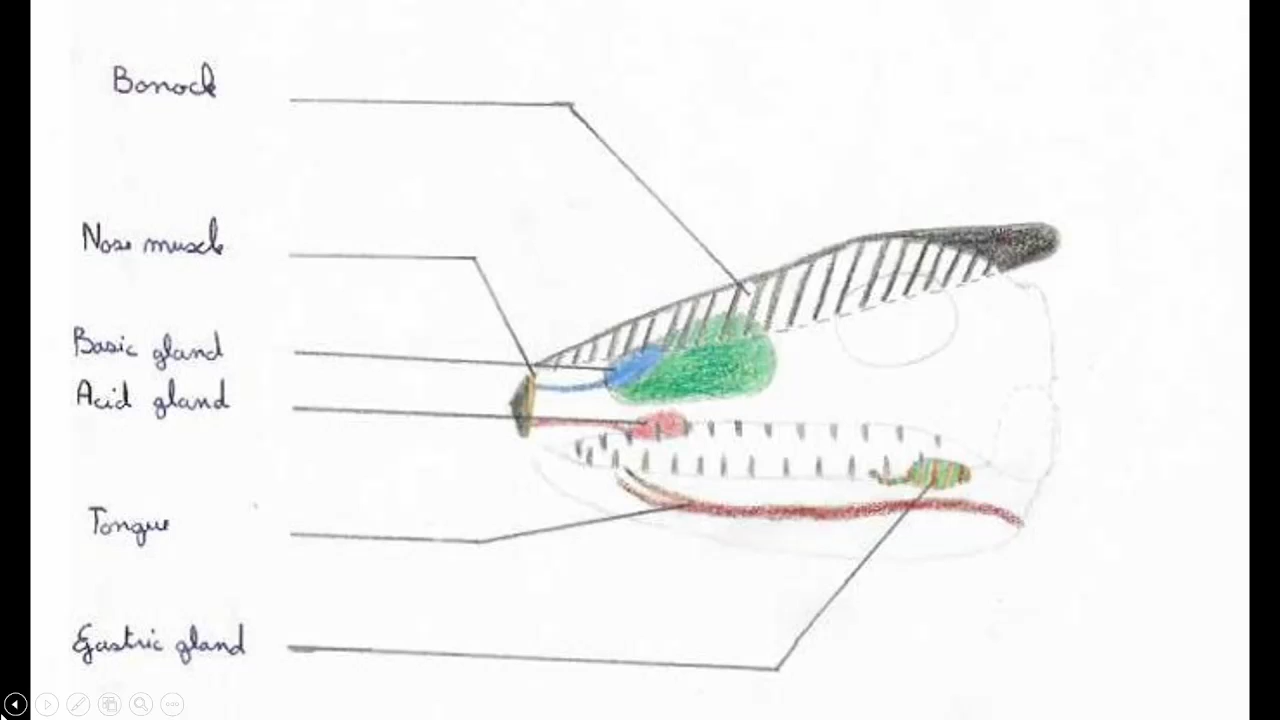 Bonock
Nose muscle
Basic gland
Acid gland
Tongue
Gastric gland